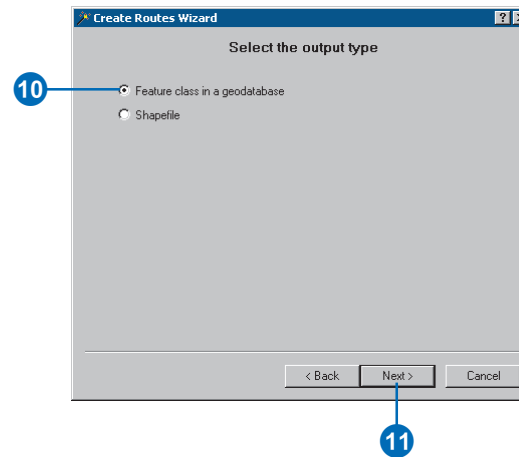 Create Routes Wizard
Select the output type
10
Feature class in a geodatabase
Shapefile
< Back Next > Cancel
11